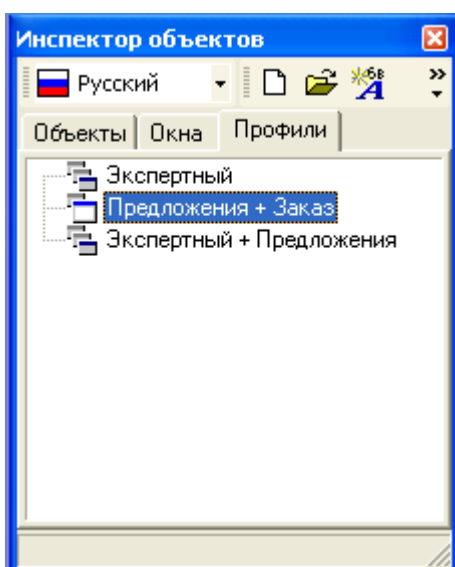 Инспектор объектов
Русский
Объекты Окна Профили
Экспертный
Предложения + Заказ
Экспертный + Предложения